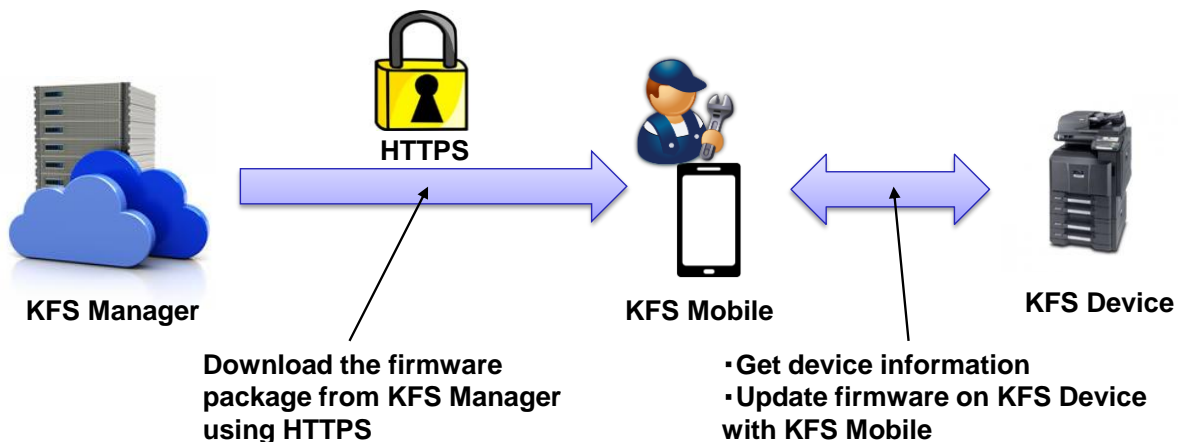 HTTPS
KFS Manager
KFS Mobile
KFS Device
Download the firmware
package from KFS Manager
using HTTPS
・Get device information
・Update firmware on KFS Device
with KFS Mobile